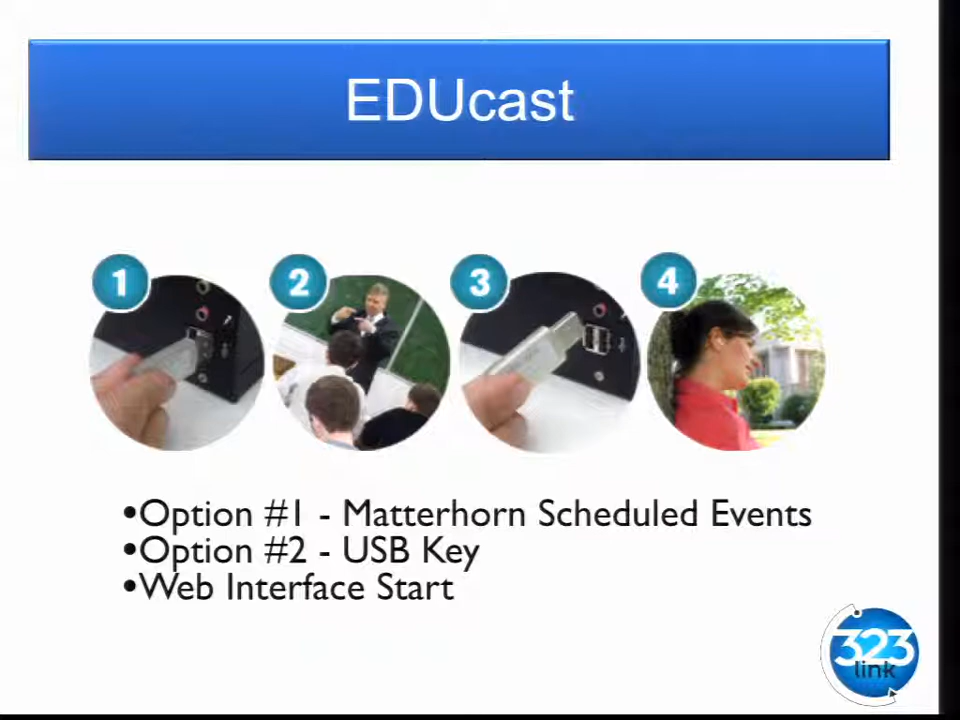 EDUcast
1
2
3
4
•Option #1 - Matterhorn Scheduled Events
•Option #2 - USB Key
•Web Interface Start
323
link